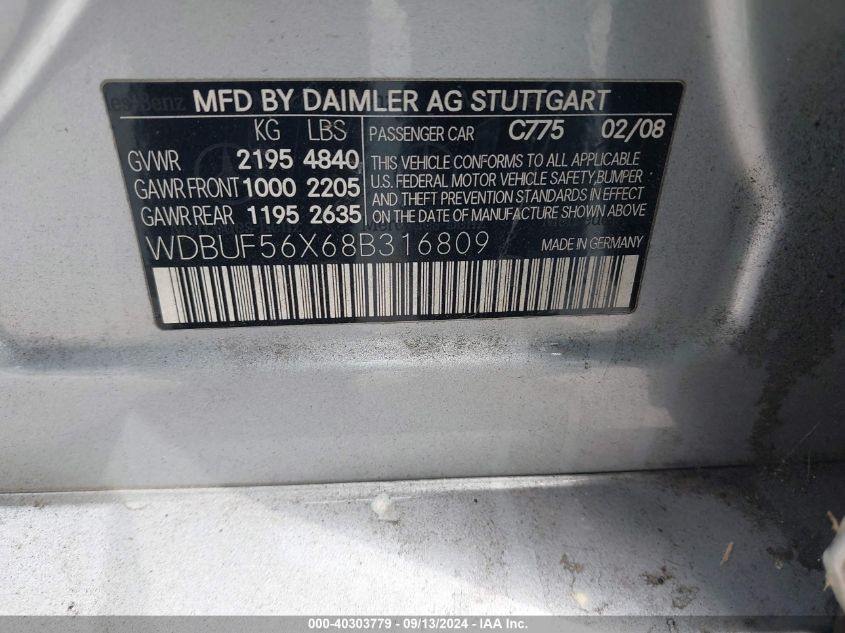 MFD BY DAIMLER AG STUTTGART
KG LBS PASSENGER CAR C775 02/08
GVWR 2195 4840
GAWR FRONT 1000 2205
GAWR REAR 1195 2635
THIS VEHICLE CONFORMS TO ALL APPLICABLE
U.S. FEDERAL MOTOR VEHICLE SAFETY,BUMPER
AND THEFT PREVENTION STANDARDS IN EFFECT
ON THE DATE OF MANUFACTURE SHOWN ABOVE
WDBUF56X68B316809 MADE IN GERMANY
000-40303779 - 09/13/2024 - IAAI.com